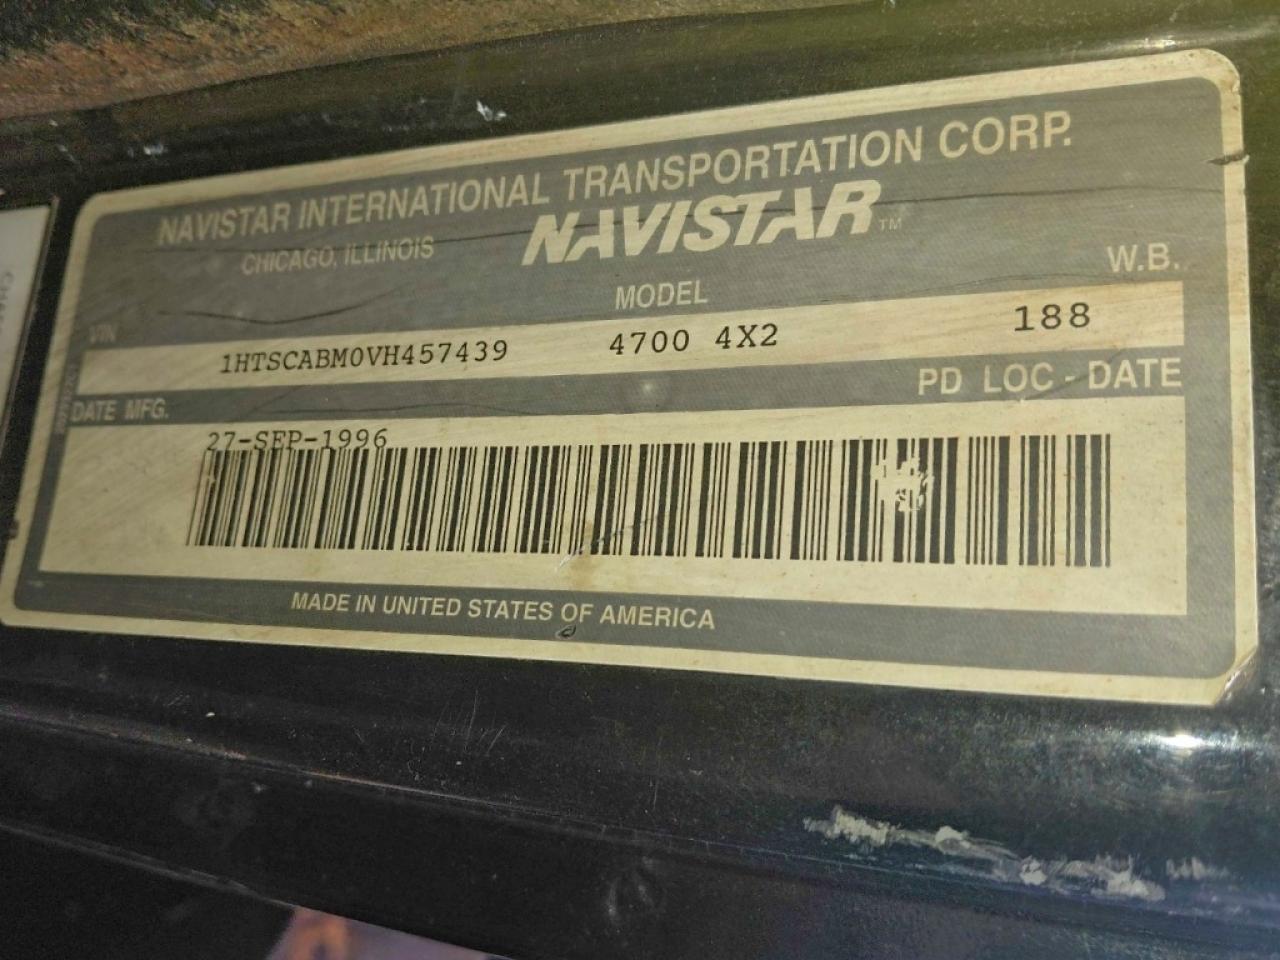 NAVISTAR INTERNATIONAL TRANSPORTATION CORP.
CHICAGO, ILLINOIS
NAVISTAR™
VIN
MODEL
W.B.
1HTSCABM0VH457439
4700 4X2
188
DATE MFG.
PD LOC - DATE
27-SEP-1996
MADE IN UNITED STATES OF AMERICA